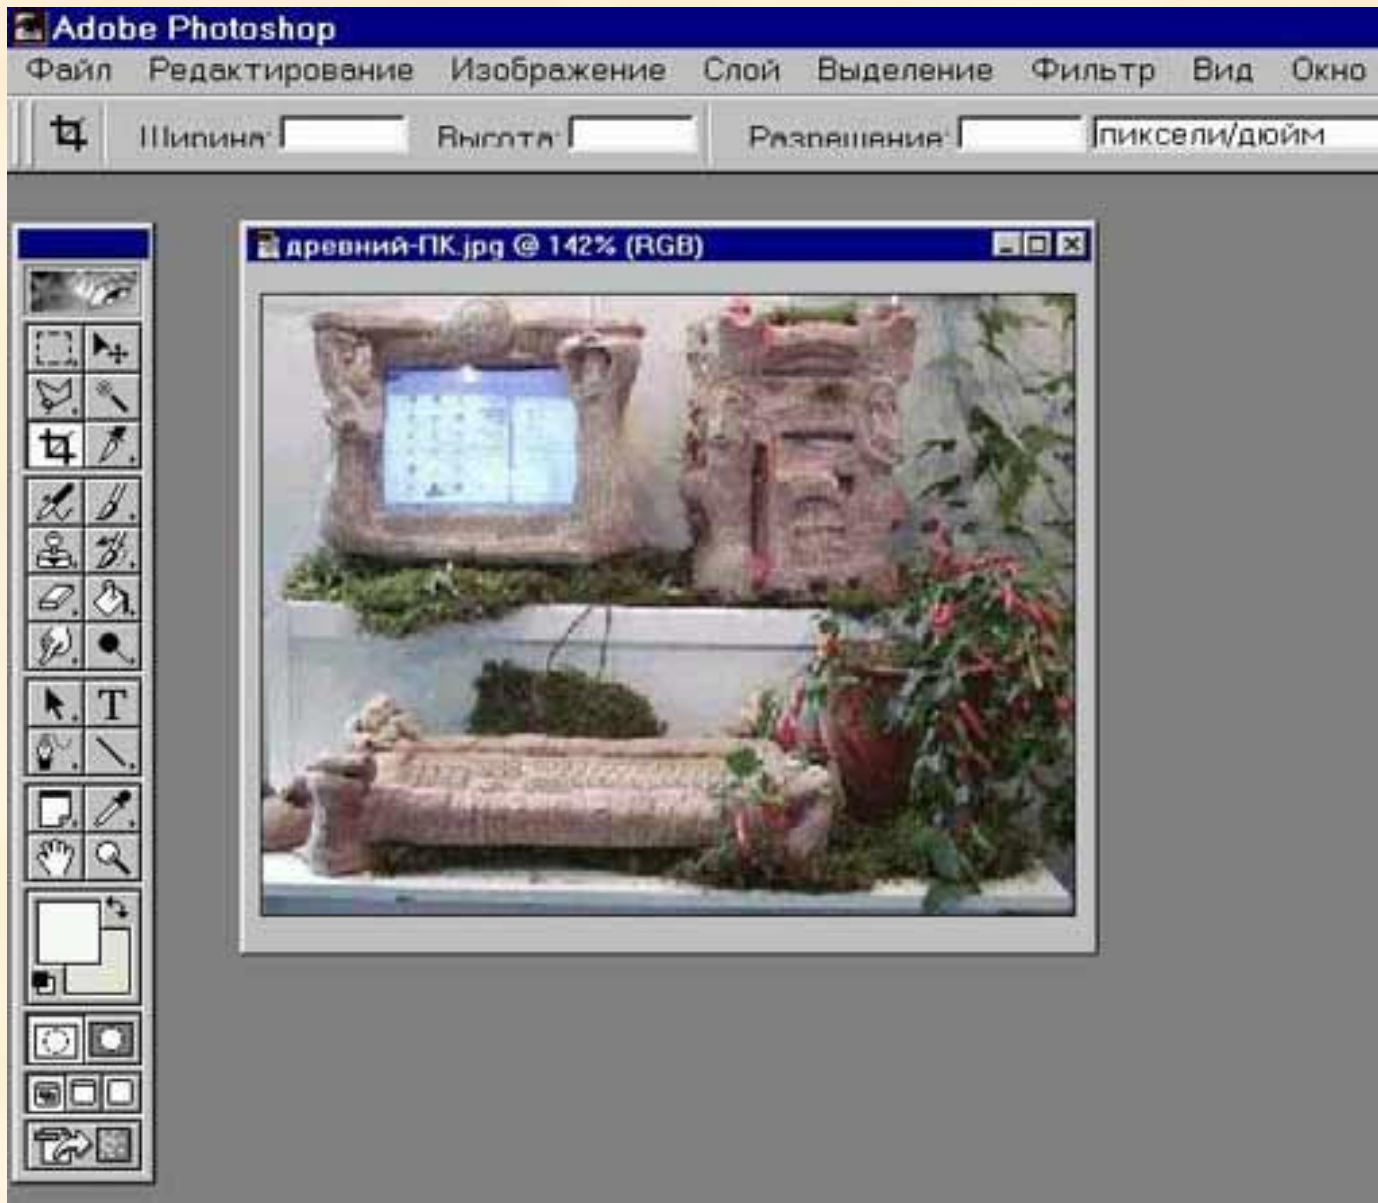 Adobe Photoshop
Файл Редактирование Изображение Слой Выделение Фильтр Вид Окно
Ширина: Высота: Разрешение: пиксели/дюйм
древний-ПК.jpg @ 142% (RGB)
T